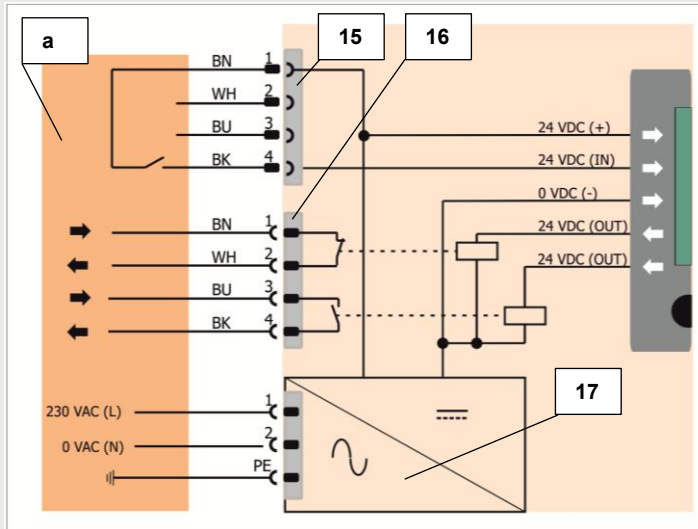 a
15
16
BN 1
WH 2
BU 3
BK 4
24 VDC (+)
24 VDC (IN)
0 VDC (-)
24 VDC (OUT)
24 VDC (OUT)
BN 1
WH 2
BU 3
BK 4
17
230 VAC (L) 1
0 VAC (N) 2
PE